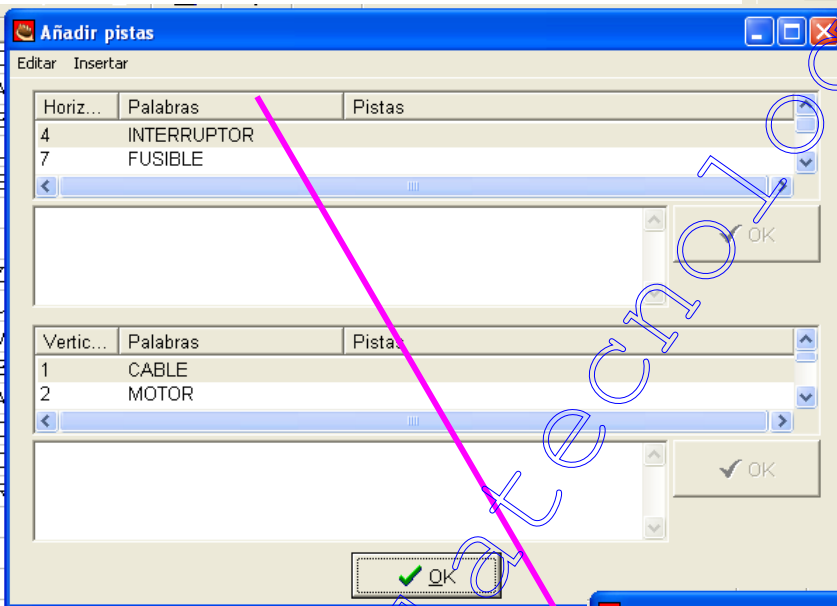 Añadir pistas
Editar Insertar
Horiz... Palabras Pistas
4 INTERRUPTOR
7 FUSIBLE
OK
Vertic... Palabras Pistas
1 CABLE
2 MOTOR
OK
OK
a tecnolo